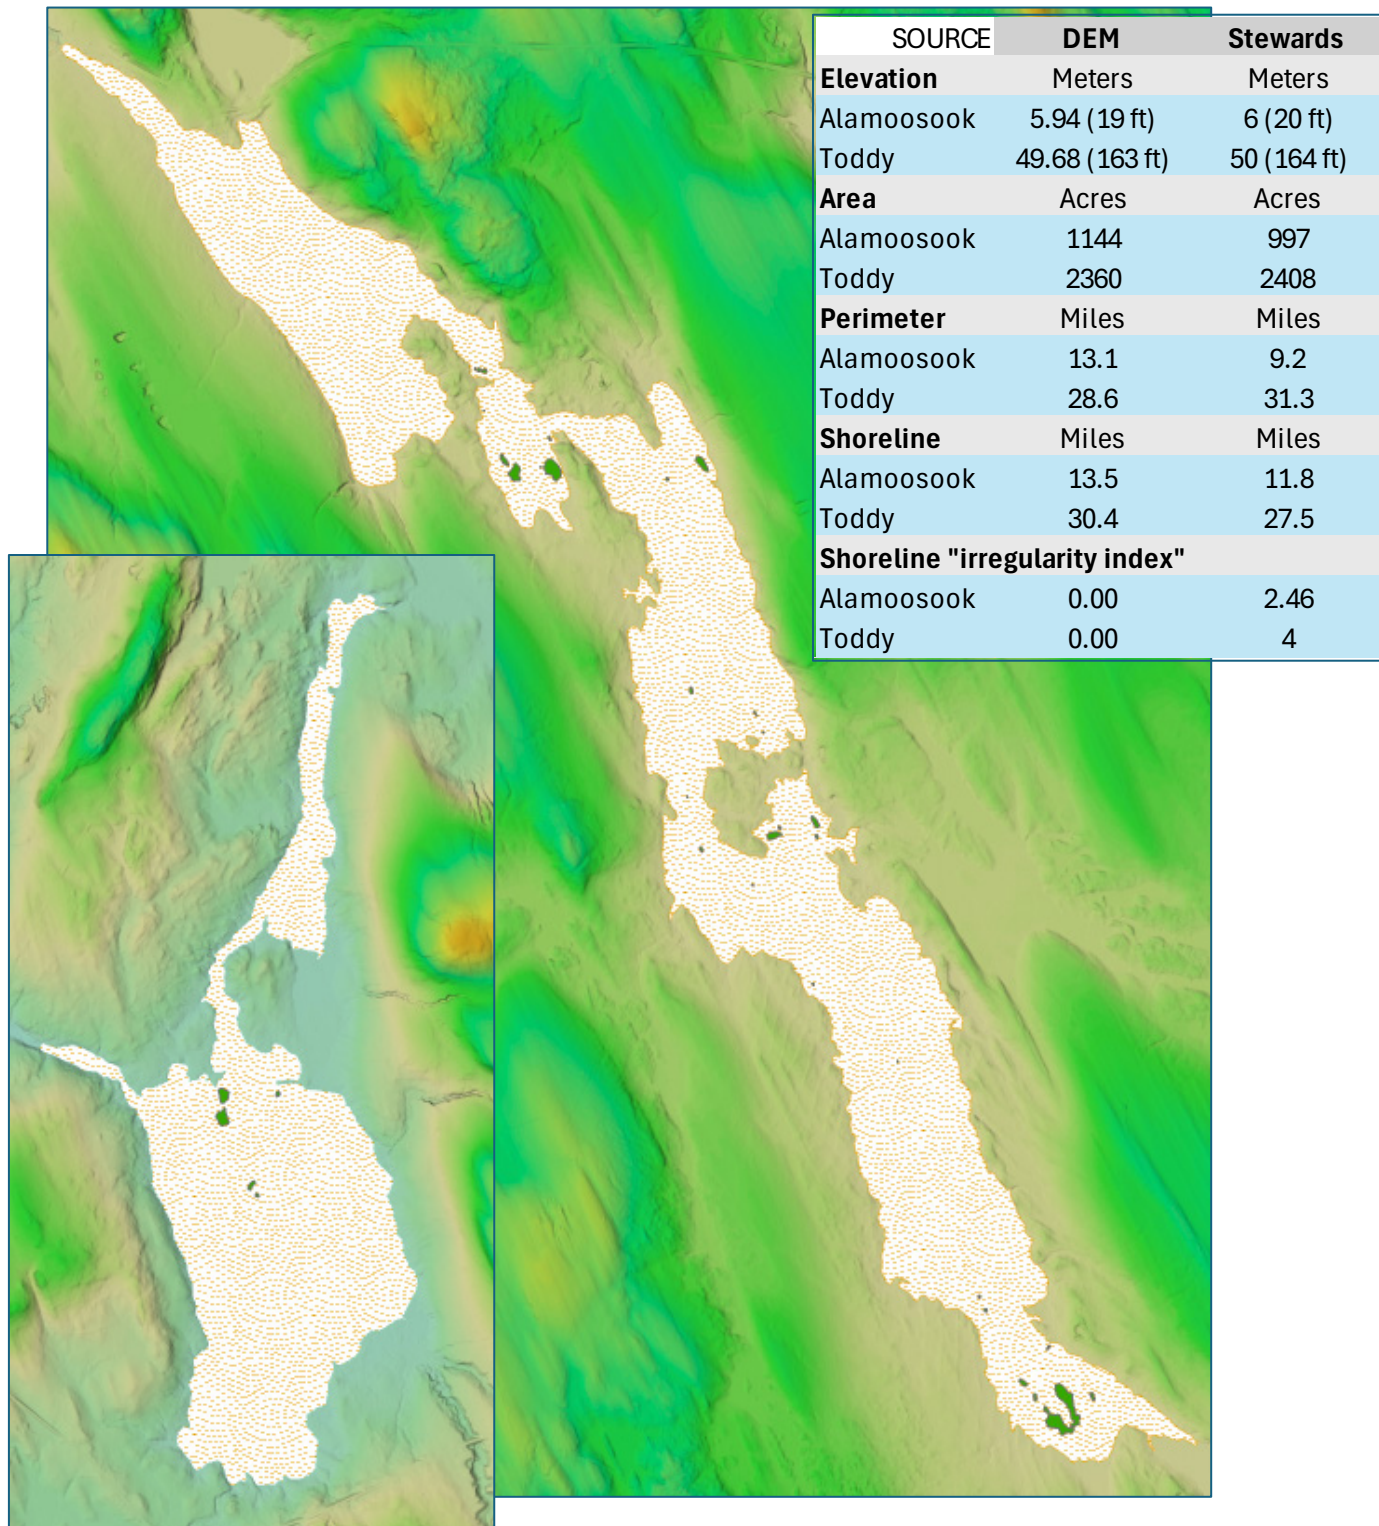 SOURCE DEM Stewards
Elevation Meters Meters
Alamoosook 5.94 (19 ft) 6 (20 ft)
Toddy 49.68 (163 ft) 50 (164 ft)
Area Acres Acres
Alamoosook 1144 997
Toddy 2360 2408
Perimeter Miles Miles
Alamoosook 13.1 9.2
Toddy 28.6 31.3
Shoreline Miles Miles
Alamoosook 13.5 11.8
Toddy 30.4 27.5
Shoreline "irregularity index"
Alamoosook 0.00 2.46
Toddy 0.00 4